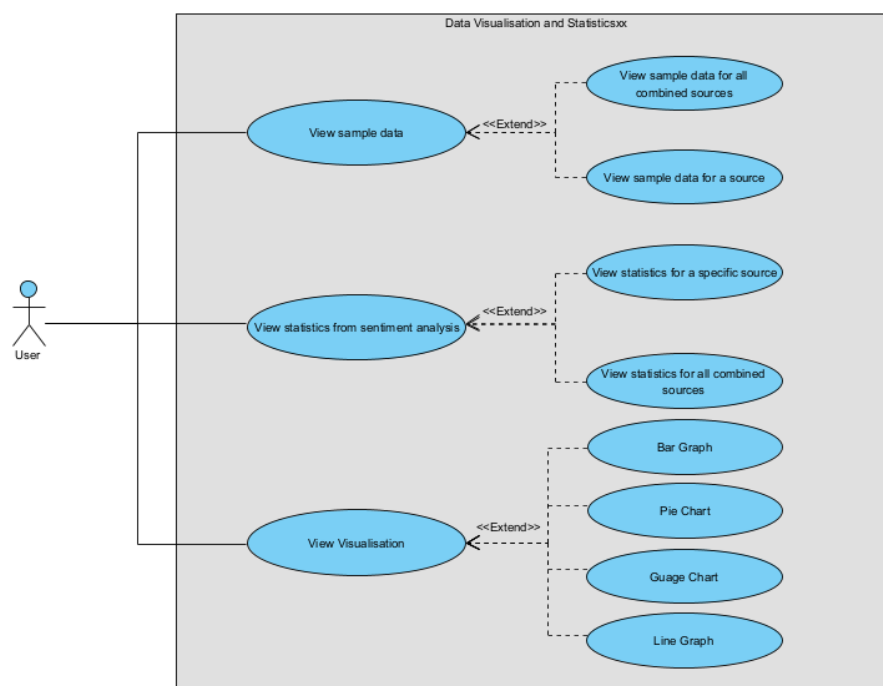 Data Visualisation and Statisticsxx
View sample data for all
combined sources
<<Extend>>
View sample data
View sample data for a source
View statistics for a specific source
<<Extend>>
View statistics from sentiment analysis
User
View statistics for all combined
sources
Bar Graph
Pie Chart
<<Extend>>
View Visualisation
Guage Chart
Line Graph